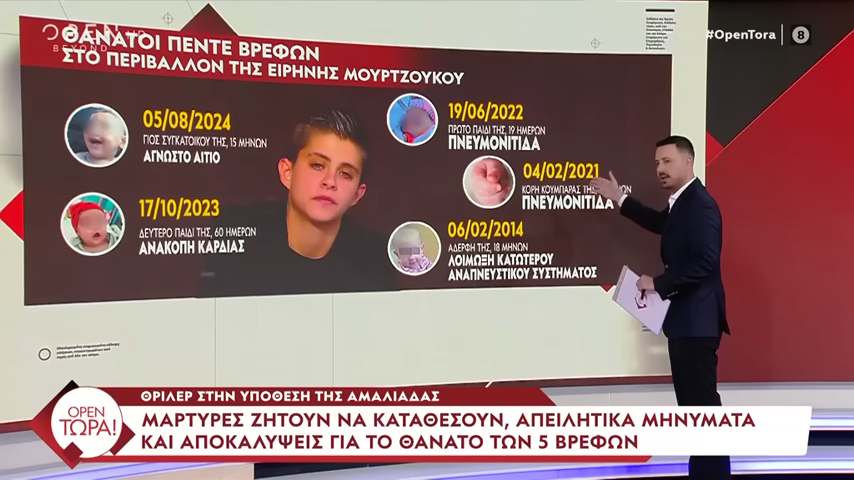 OPEN
BEYOND
#OpenTora
8
ΘΑΝΑΤΟΙ ΠΕΝΤΕ ΒΡΕΦΩΝ
ΣΤΟ ΠΕΡΙΒΑΛΛΟΝ ΤΗΣ ΕΙΡΗΝΗΣ ΜΟΥΡΤΖΟΥΚΟΥ
05/08/2024
ΓΙΟΣ ΣΥΓΚΑΤΟΙΚΟΥ ΤΗΣ, 15 ΜΗΝΩΝ
ΑΓΝΩΣΤΟ ΑΙΤΙΟ
17/10/2023
ΔΕΥΤΕΡΟ ΠΑΙΔΙ ΤΗΣ, 60 ΗΜΕΡΩΝ
ΑΝΑΚΟΠΗ ΚΑΡΔΙΑΣ
19/06/2022
ΠΡΩΤΟ ΠΑΙΔΙ ΤΗΣ, 19 ΗΜΕΡΩΝ
ΠΝΕΥΜΟΝΙΤΙΔΑ
04/02/2021
ΚΟΡΗ ΚΟΥΜΠΑΡΑΣ ΤΗΣ
ΠΝΕΥΜΟΝΙΤΙΔΑ
06/02/2014
ΑΔΕΡΦΗ ΤΗΣ, 18 ΜΗΝΩΝ
ΛΟΙΜΩΞΗ ΚΑΤΩΤΕΡΟΥ
ΑΝΑΠΝΕΥΣΤΙΚΟΥ ΣΥΣΤΗΜΑΤΟΣ
ΘΡΙΛΕΡ ΣΤΗΝ ΥΠΟΘΕΣΗ ΤΗΣ ΑΜΑΛΙΑΔΑΣ
OPEN
ΤΩΡΑ!
ΜΑΡΤΥΡΕΣ ΖΗΤΟΥΝ ΝΑ ΚΑΤΑΘΕΣΟΥΝ, ΑΠΕΙΛΗΤΙΚΑ ΜΗΝΥΜΑΤΑ
ΚΑΙ ΑΠΟΚΑΛΥΨΕΙΣ ΓΙΑ ΤΟ ΘΑΝΑΤΟ ΤΩΝ 5 ΒΡΕΦΩΝ